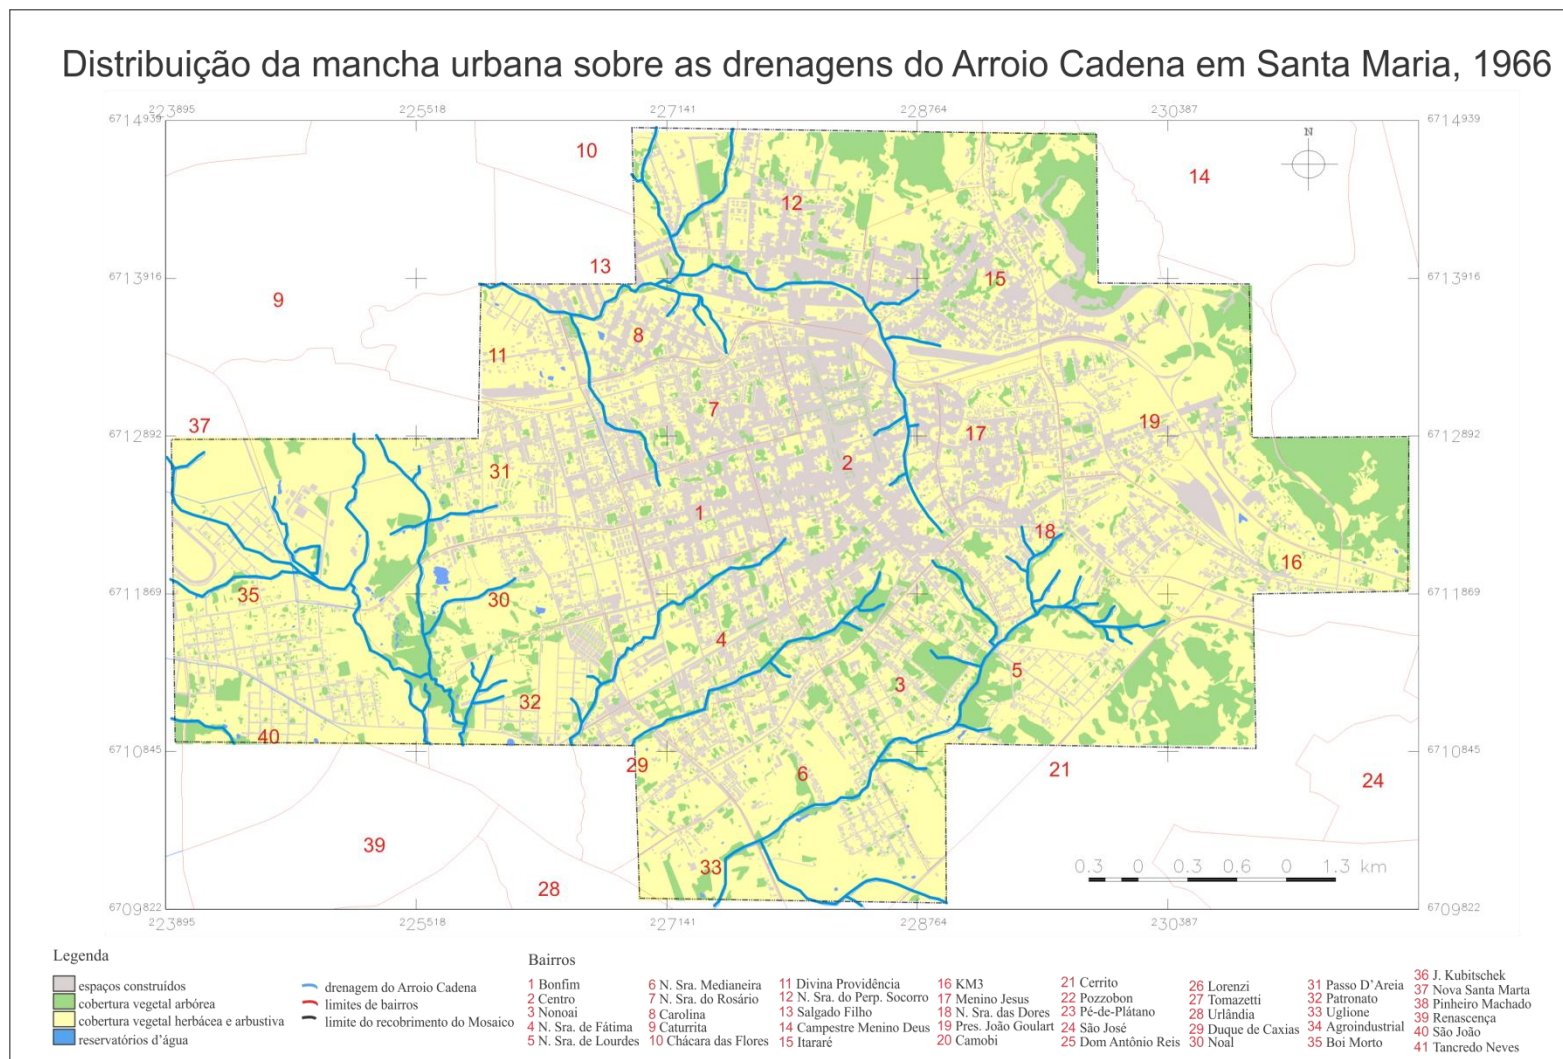 Distribuição da mancha urbana sobre as drenagens do Arroio Cadena em Santa Maria, 1966
223895 225518 227141 228764 230387
6714939 6714939
N
10
14
12
13
15
6713916 6713916
9
8
11
7
19
37
17
6712892 6712892
2
31
1
18
16
35
30
6711869 6711869
4
5
3
32
40
6710845 6710845
29
6
21
24
39
33
28
0.3 0 0.3 0.6 0 1.3 km
6709822 6709822
223895 225518 227141 228764 230387
Legenda
espaços construídos
cobertura vegetal arbórea
cobertura vegetal herbácea e arbustiva
reservatórios d'água
drenagem do Arroio Cadena
limites de bairros
limite do recobrimento do Mosaico
Bairros
1 Bonfim
2 Centro
3 Nonoai
4 N. Sra. de Fátima
5 N. Sra. de Lourdes
6 N. Sra. Medianeira
7 N. Sra. do Rosário
8 Carolina
9 Caturrita
10 Chácara das Flores
11 Divina Providência
12 N. Sra. do Perp. Socorro
13 Salgado Filho
14 Campestre Menino Deus
15 Itararé
16 KM3
17 Menino Jesus
18 N. Sra. das Dores
19 Pres. João Goulart
20 Camobi
21 Cerrito
22 Pozzobon
23 Pé-de-Plátano
24 São José
25 Dom Antônio Reis
26 Lorenzi
27 Tomazetti
28 Urlândia
29 Duque de Caxias
30 Noal
31 Passo D'Areia
32 Patronato
33 Uglione
34 Agroindustrial
35 Boi Morto
36 J. Kubitschek
37 Nova Santa Marta
38 Pinheiro Machado
39 Renascença
40 São João
41 Tancredo Neves